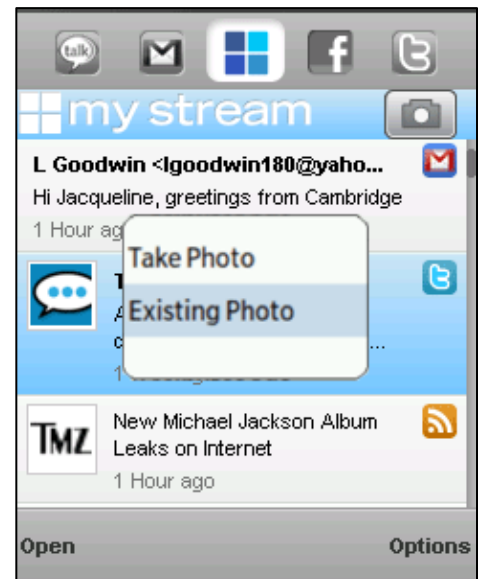 talk
my stream
L Goodwin <lgoodwin180@yaho...
Hi Jacqueline, greetings from Cambridge
1 Hour ag
Take Photo
Existing Photo
...
TMZ
New Michael Jackson Album
Leaks on Internet
1 Hour ago
Open
Options